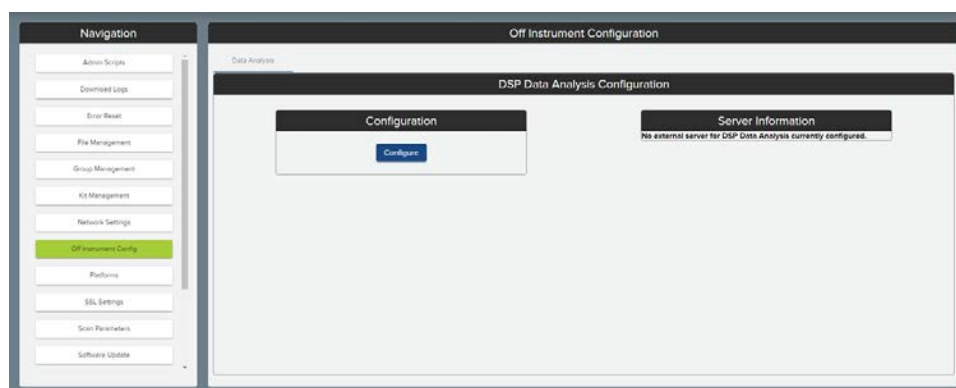 Navigation
Admin Scripts
Download Logs
Error Reset
File Management
Group Management
Kit Management
Network Settings
Off Instrument Config
Platforms
SSL Settings
Scan Parameters
Software Update
Off Instrument Configuration
Data Analysis
DSP Data Analysis Configuration
Configuration
Configure
Server Information
No external server for DSP Data Analysis currently configured.